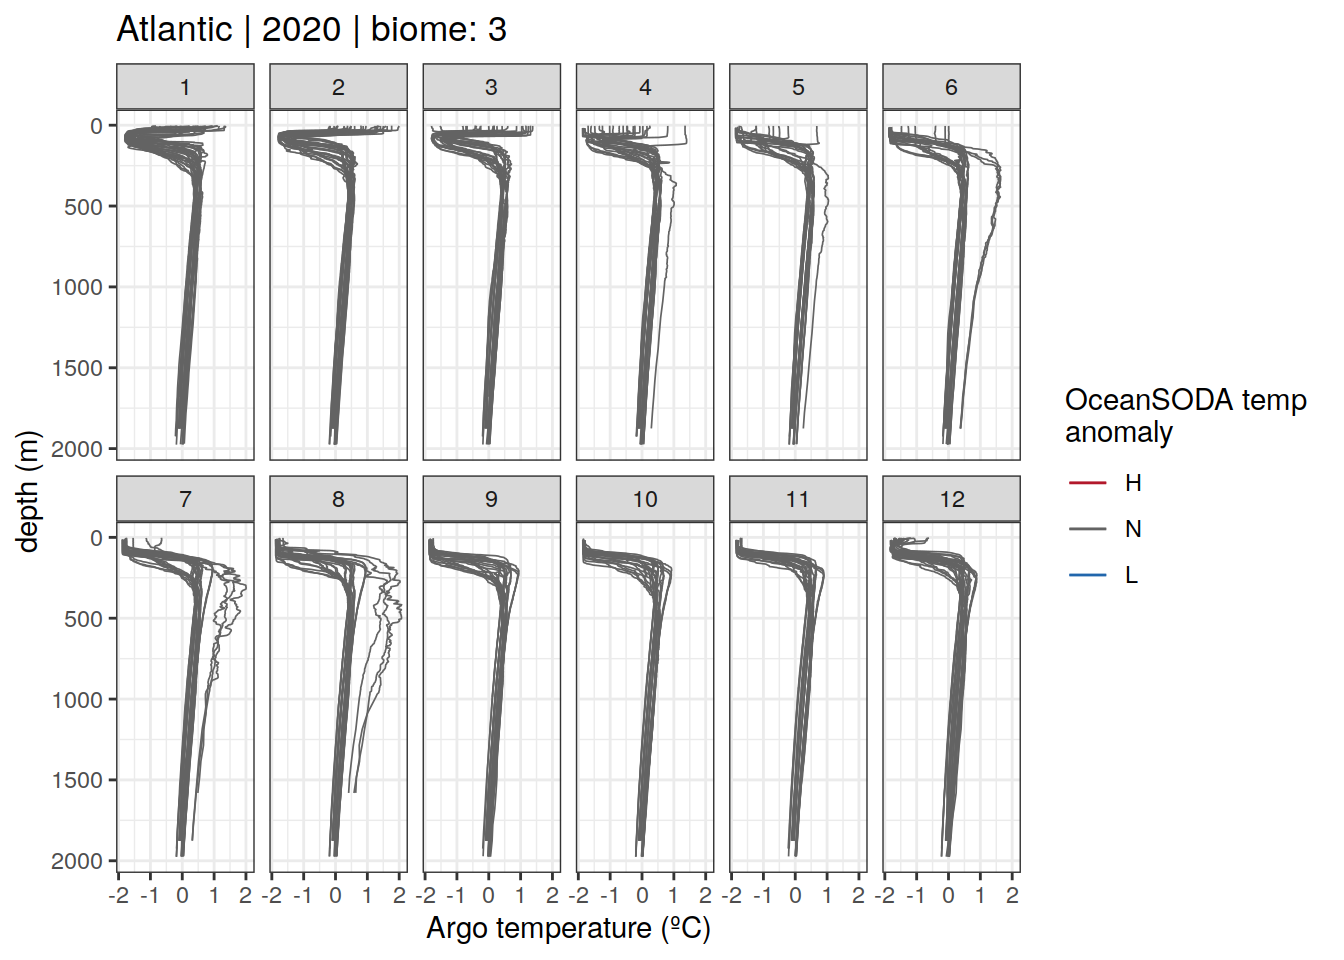 Atlantic | 2020 | biome: 3
1 2 3 4 5 6
0
500
1000
1500
2000
7 8 9 10 11 12
0
500
1000
1500
2000
-2 -1 0 1 2 -2 -1 0 1 2 -2 -1 0 1 2 -2 -1 0 1 2 -2 -1 0 1 2 -2 -1 0 1 2
Argo temperature (ºC)
depth (m)
OceanSODA temp
anomaly
H
N
L